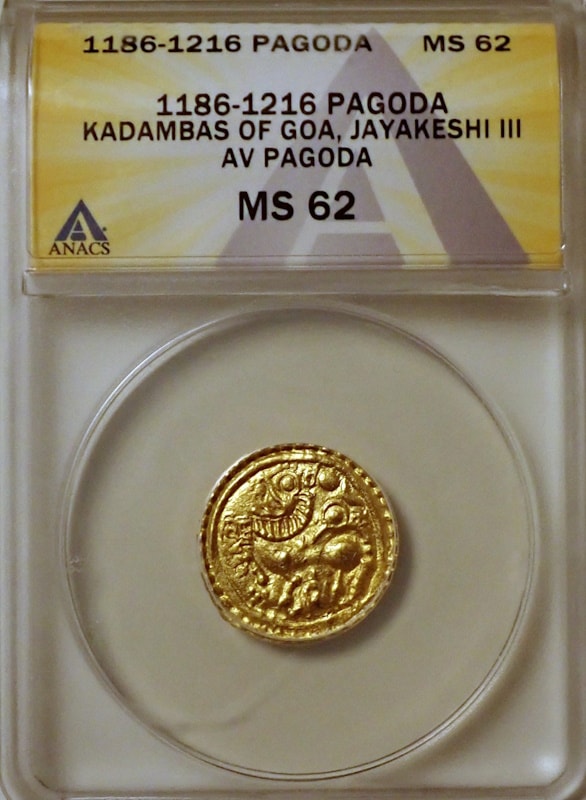 1186-1216 PAGODA MS 62
1186-1216 PAGODA
KADAMBAS OF GOA, JAYAKESHI III
AV PAGODA
MS 62
ANACS